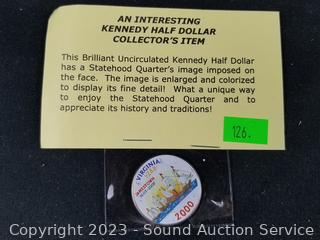 AN INTERESTING
KENNEDY HALF DOLLAR
COLLECTOR'S ITEM
This Brilliant Uncirculated Kennedy Half Dollar
has a Statehood Quarter's image imposed on
the face. The image is enlarged and colorized
to display its fine detail! What a unique way
to enjoy the Statehood Quarter and to
appreciate its history and traditions!
126.
VIRGINIA
2000
Copyright 2023 - Sound Auction Service